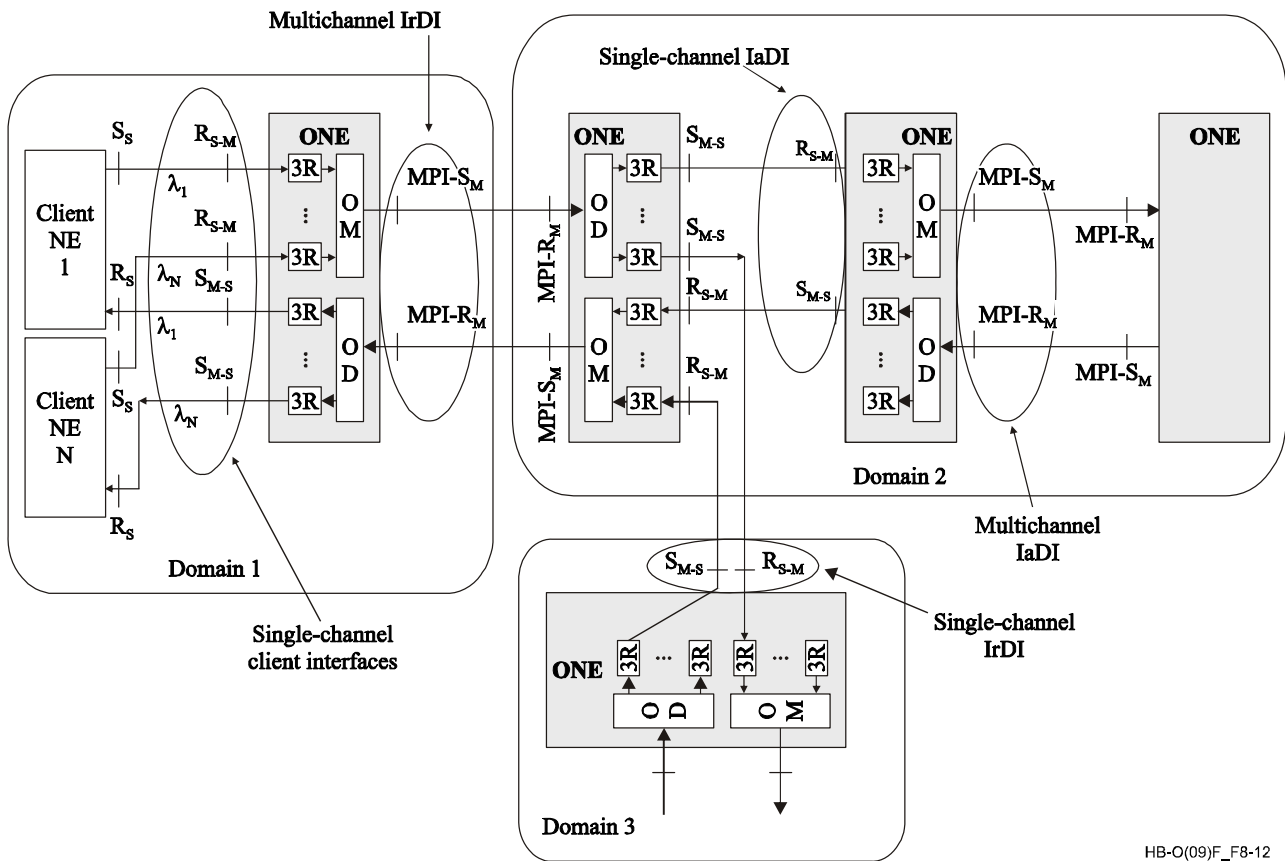 Multichannel IrDI
Single-channel IaDI
S_S
R_S-M
ONE
3R
O
M
...
3R
3R
O
D
...
3R
λ_1
R_S-M
λ_N
S_M-S
λ_1
S_M-S
λ_N
Client
NE
1
R_S
S_S
Client
NE
N
R_S
MPI-S_M
MPI-R_M
Domain 1
Single-channel
client interfaces
MPI-R_M
MPI-S_M
ONE
O
D
3R
...
3R
O
M
3R
...
3R
S_M-S
S_M-S
R_S-M
R_S-M
R_S-M
S_M-S
ONE
3R
...
3R
O
M
3R
...
3R
O
D
MPI-S_M
MPI-R_M
MPI-R_M
MPI-S_M
ONE
Domain 2
Multichannel
IaDI
S_M-S
R_S-M
Single-channel
IrDI
ONE
3R
...
3R
3R
...
3R
O
D
O
M
Domain 3
HB-O(09)F_F8-12